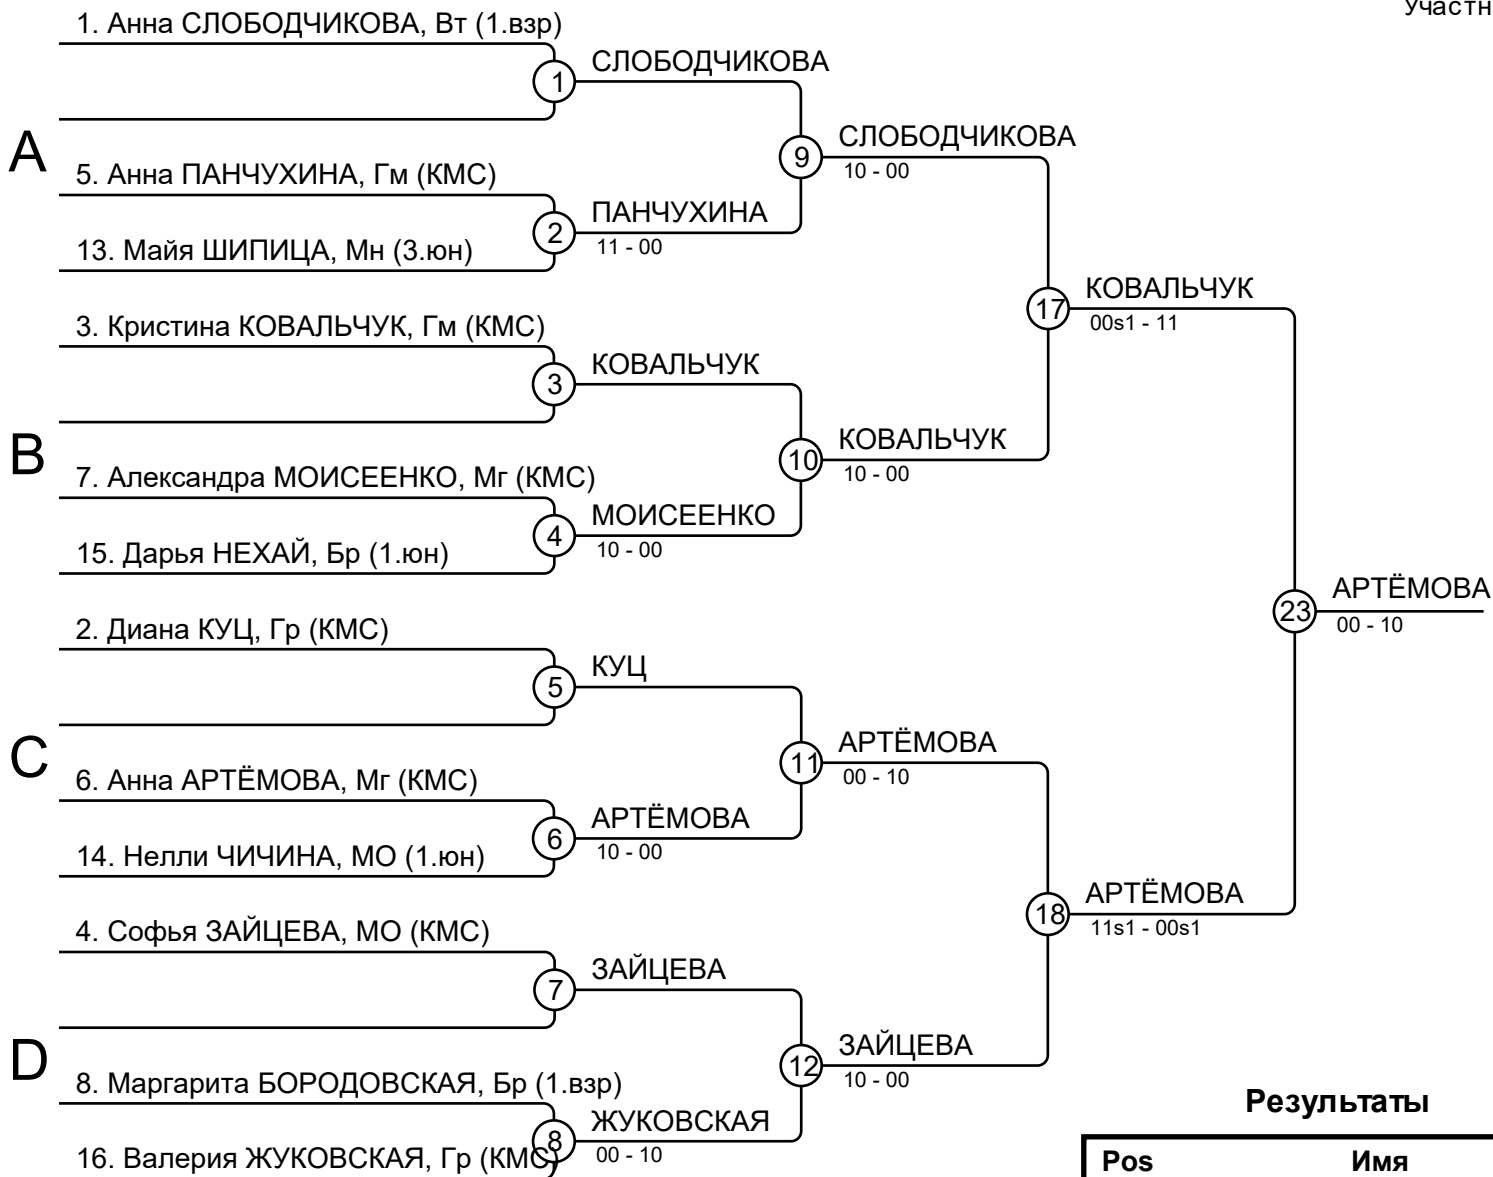 Участн
1. Анна СЛОБОДЧИКОВА, Вт (1.взр)
1
СЛОБОДЧИКОВА
A
5. Анна ПАНЧУХИНА, Гм (КМС)
2
ПАНЧУХИНА
11 - 00
13. Майя ШИПИЦА, Мн (3.юн)
9
СЛОБОДЧИКОВА
10 - 00
3. Кристина КОВАЛЬЧУК, Гм (КМС)
3
КОВАЛЬЧУК
B
7. Александра МОИСЕЕНКО, Мг (КМС)
4
МОИСЕЕНКО
10 - 00
15. Дарья НЕХАЙ, Бр (1.юн)
10
КОВАЛЬЧУК
10 - 00
17
КОВАЛЬЧУК
00s1 - 11
2. Диана КУЦ, Гр (КМС)
5
КУЦ
C
6. Анна АРТЁМОВА, Мг (КМС)
6
АРТЁМОВА
10 - 00
14. Нелли ЧИЧИНА, МО (1.юн)
11
АРТЁМОВА
00 - 10
4. Софья ЗАЙЦЕВА, МО (КМС)
7
ЗАЙЦЕВА
D
8. Маргарита БОРОДОВСКАЯ, Бр (1.взр)
8
ЖУКОВСКАЯ
00 - 10
16. Валерия ЖУКОВСКАЯ, Гр (КМС)
12
ЗАЙЦЕВА
10 - 00
18
АРТЁМОВА
11s1 - 00s1
23
АРТЁМОВА
00 - 10
Результаты
Pos Имя